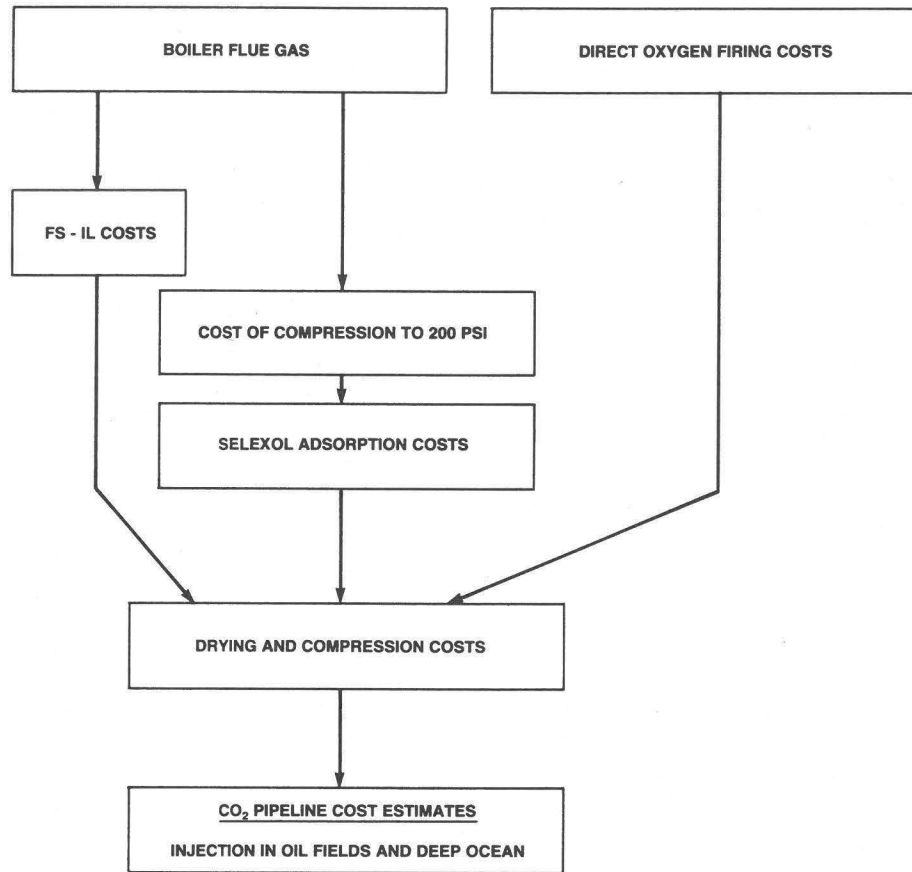 BOILER FLUE GAS
DIRECT OXYGEN FIRING COSTS
FS - IL COSTS
COST OF COMPRESSION TO 200 PSI
SELEXOL ADSORPTION COSTS
DRYING AND COMPRESSION COSTS
CO₂ PIPELINE COST ESTIMATES
INJECTION IN OIL FIELDS AND DEEP OCEAN